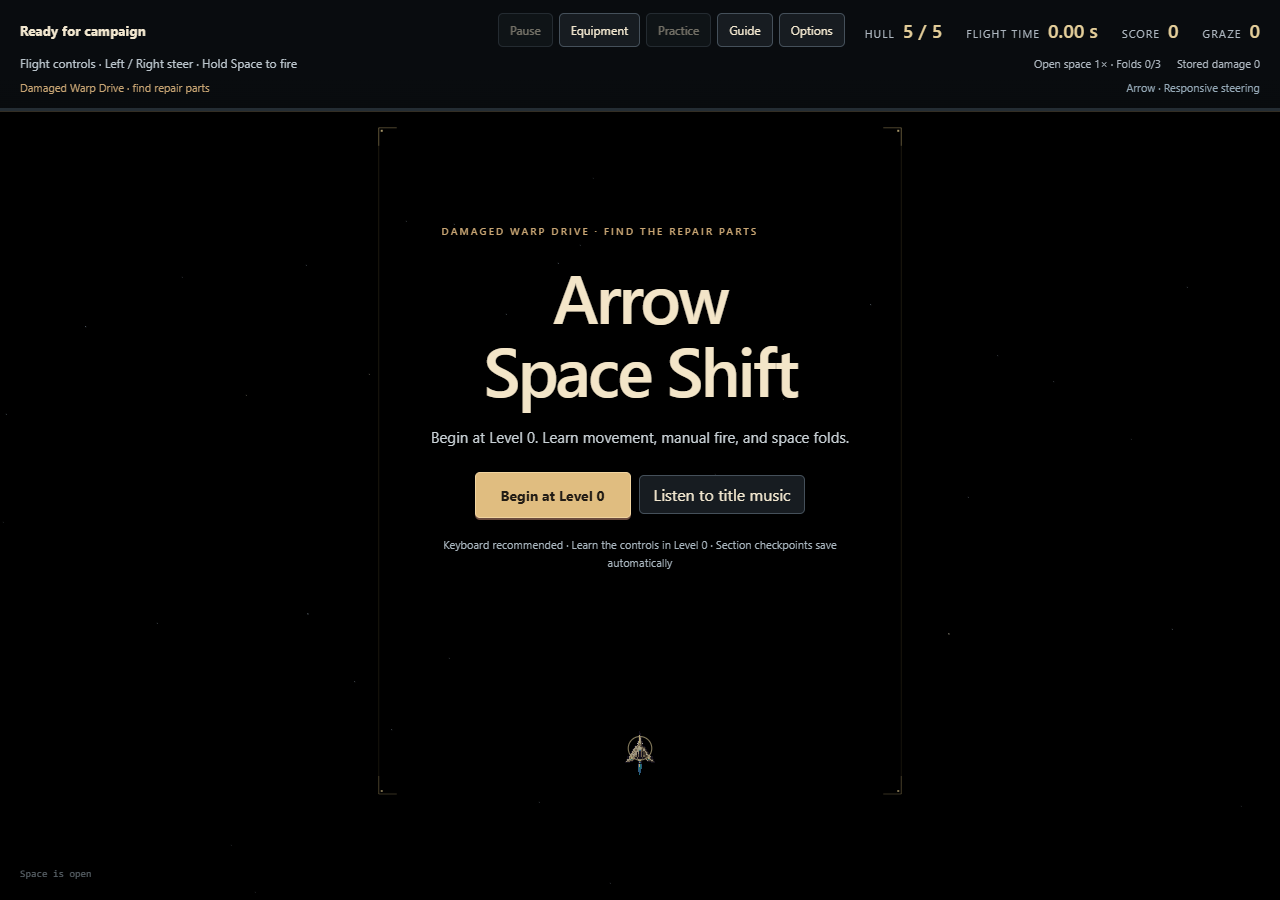 Ready for campaign
Pause
Equipment
Practice
Guide
Options
HULL 5 / 5
FLIGHT TIME 0.00 s
SCORE 0
GRAZE 0
Flight controls · Left / Right steer · Hold Space to fire
Open space 1× · Folds 0/3
Stored damage 0
Damaged Warp Drive · find repair parts
Arrow · Responsive steering
DAMAGED WARP DRIVE · FIND THE REPAIR PARTS
Arrow
Space Shift
Begin at Level 0. Learn movement, manual fire, and space folds.
Begin at Level 0
Listen to title music
Keyboard recommended · Learn the controls in Level 0 · Section checkpoints save
automatically
Space is open